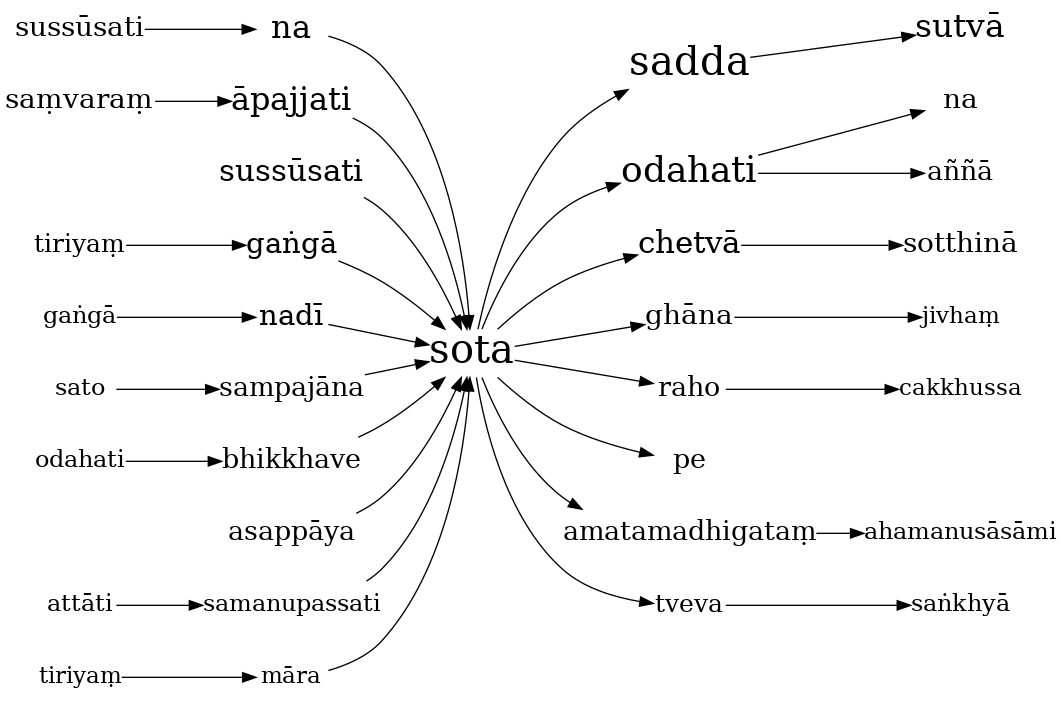 sussūsati na
saṃvaraṃ āpajjati
sussūsati
tiriyaṃ gaṅgā
gaṅgā nadī
sato sampajāna
odahati bhikkhave
asappāya
attāti samanupassati
tiriyaṃ māra
sota
sadda sutvā
odahati na
aññā
chetvā sotthinā
ghāna jivhaṃ
raho cakkhussa
pe
amatamadhigataṃ ahamanusāsāmi
tveva saṅkhyā